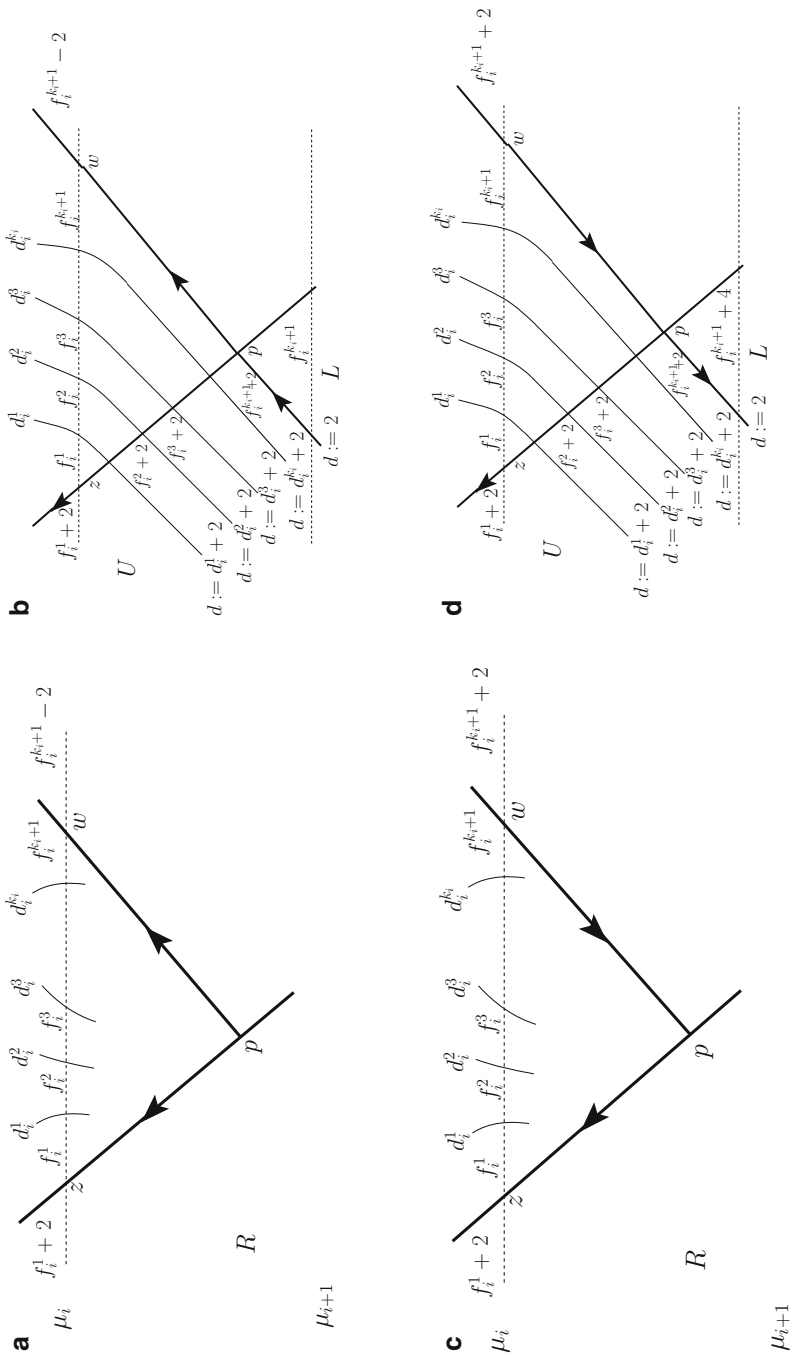 a
$d_i^1$ $d_i^2$ $d_i^3$ $d_i^{k_i}$
$\mu_i$ $f_i^1 + 2$ $f_i^1$ $f_i^2$ $f_i^3$ $f_i^{k_i+1}$ $f_i^{k_i+1} - 2$
z w
p
R
$\mu_{i+1}$
b
$d_i^1$ $d_i^2$ $d_i^3$ $d_i^{k_i}$
$f_i^1 + 2$ $f_i^1$ $f_i^2$ $f_i^3$ $f_i^{k_i+1}$ $f_i^{k_i+1} - 2$
z w
U
$f_i^2 + 2$
$f_i^3 + 2$
$f_i^{k_i+1} + 2$ p
$f_i^{k_i+1}$
$d := d_i^1 + 2$
$d := d_i^2 + 2$
$d := d_i^3 + 2$
$d := d_i^{k_i} + 2$
$d := 2$
L
c
$d_i^1$ $d_i^2$ $d_i^3$ $d_i^{k_i}$
$\mu_i$ $f_i^1 + 2$ $f_i^1$ $f_i^2$ $f_i^3$ $f_i^{k_i+1}$ $f_i^{k_i+1} + 2$
z w
p
R
$\mu_{i+1}$
d
$d_i^1$ $d_i^2$ $d_i^3$ $d_i^{k_i}$
$f_i^1 + 2$ $f_i^1$ $f_i^2$ $f_i^3$ $f_i^{k_i+1}$ $f_i^{k_i+1} + 2$
z w
U
$f_i^2 + 2$
$f_i^3 + 2$
$f_i^{k_i+1} + 2$ p
$f_i^{k_i+1} + 4$
$d := d_i^1 + 2$
$d := d_i^2 + 2$
$d := d_i^3 + 2$
$d := d_i^{k_i} + 2$
$d := 2$
L